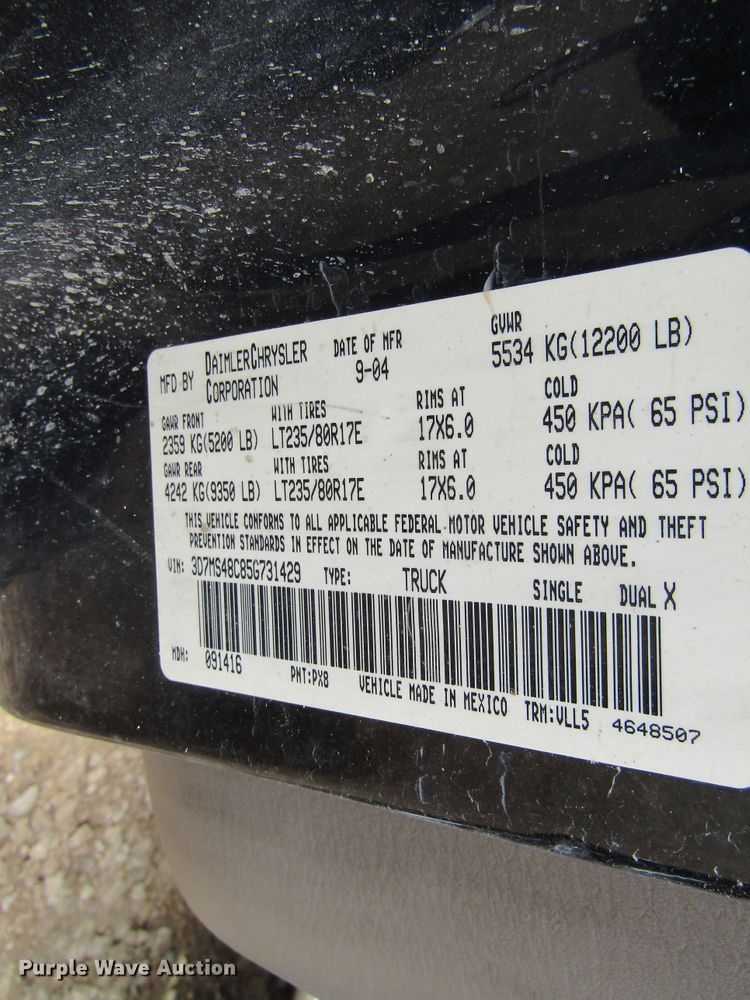 MFD BY DAIMLERCHRYSLER CORPORATION
DATE OF MFR 9-04
GVWR 5534 KG(12200 LB)
GAWR FRONT WITH TIRES RIMS AT COLD
2359 KG(5200 LB) LT235/80R17E 17X6.0 450 KPA( 65 PSI)
GAWR REAR WITH TIRES RIMS AT COLD
4242 KG(9350 LB) LT235/80R17E 17X6.0 450 KPA( 65 PSI)
THIS VEHICLE CONFORMS TO ALL APPLICABLE FEDERAL MOTOR VEHICLE SAFETY AND THEFT
PREVENTION STANDARDS IN EFFECT ON THE DATE OF MANUFACTURE SHOWN ABOVE.
VIN: 3D7MS48C85G731429 TYPE: TRUCK SINGLE DUAL X
MDH: 091416 PNT:PX8 VEHICLE MADE IN MEXICO TRM:VLL5 4648507
Purple Wave Auction